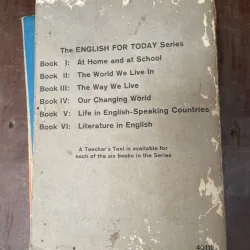 The ENGLISH FOR TODAY Series
Book I: At Home and at School
Book II: The World We Live In
Book III: The Way We Live
Book IV: Our Changing World
Book V: Life in English-Speaking Countries
Book VI: Literature in English
A Teacher's Text is available for
each of the six books in the Series